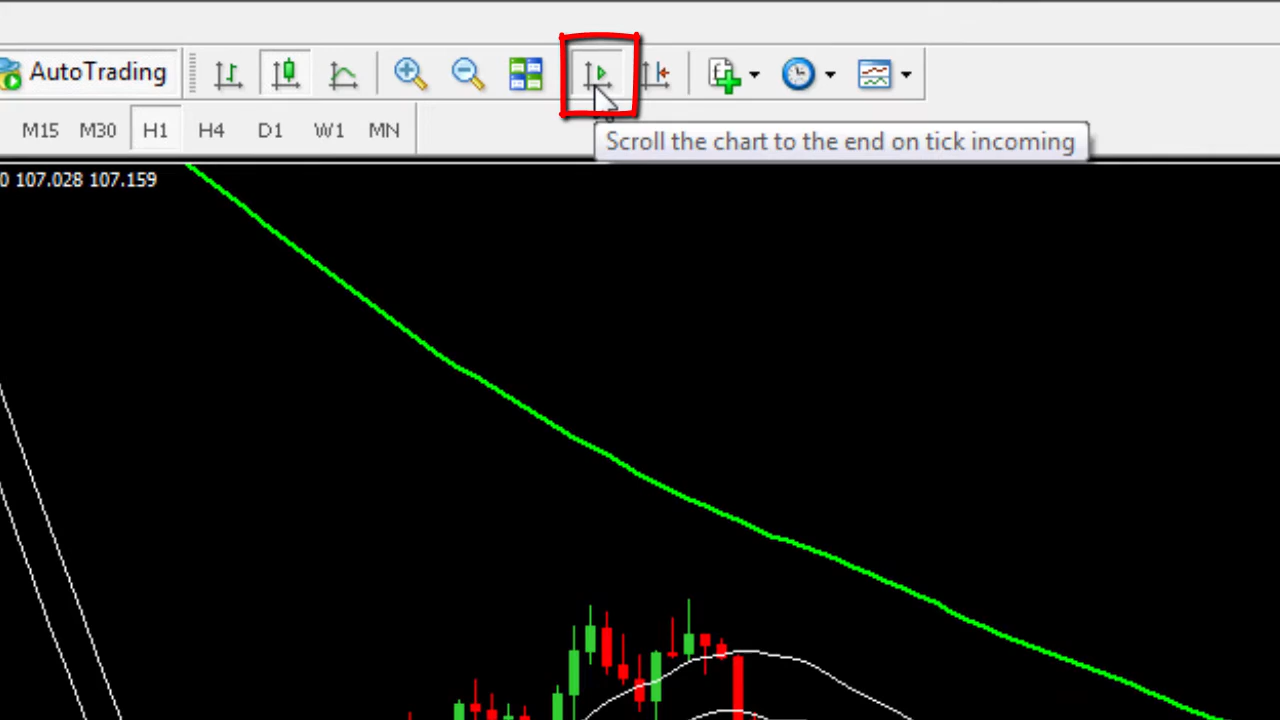 AutoTrading
M15 M30 H1 H4 D1 W1 MN
Scroll the chart to the end on tick incoming
0 107.028 107.159